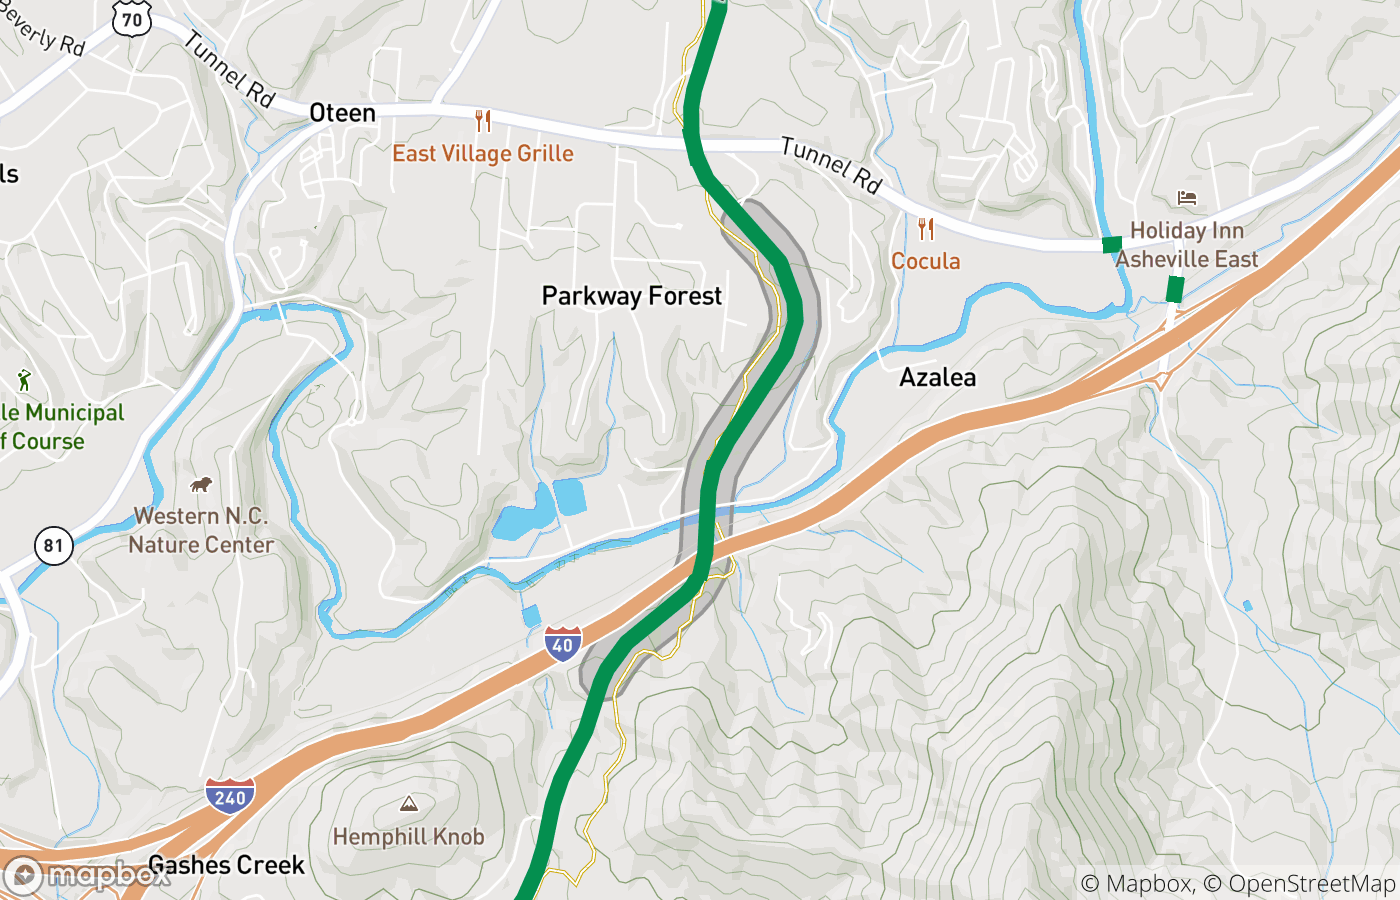 70
Beverly Rd
Tunnel Rd
Oteen
East Village Grille
Tunnel Rd
ls
Holiday Inn
Asheville East
Cocula
Parkway Forest
Azalea
le Municipal
f Course
Western N.C.
Nature Center
81
40
240
Hemphill Knob
Gashes Creek
mapbox
© Mapbox, © OpenStreetMap